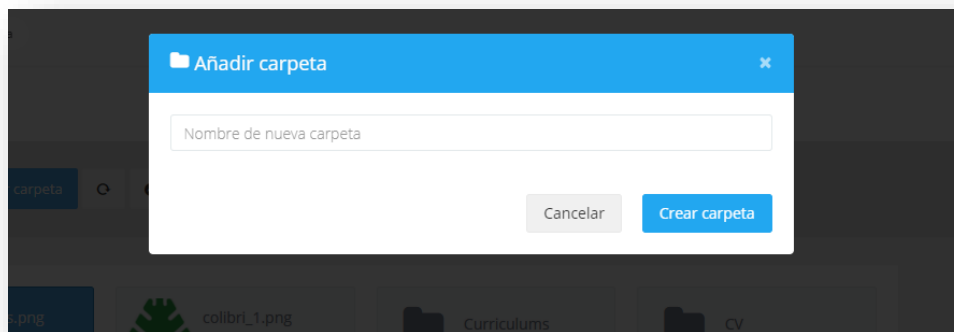 Añadir carpeta
Nombre de nueva carpeta
Cancelar
Crear carpeta
carpeta
s.png
colibri_1.png
Curriculums
CV